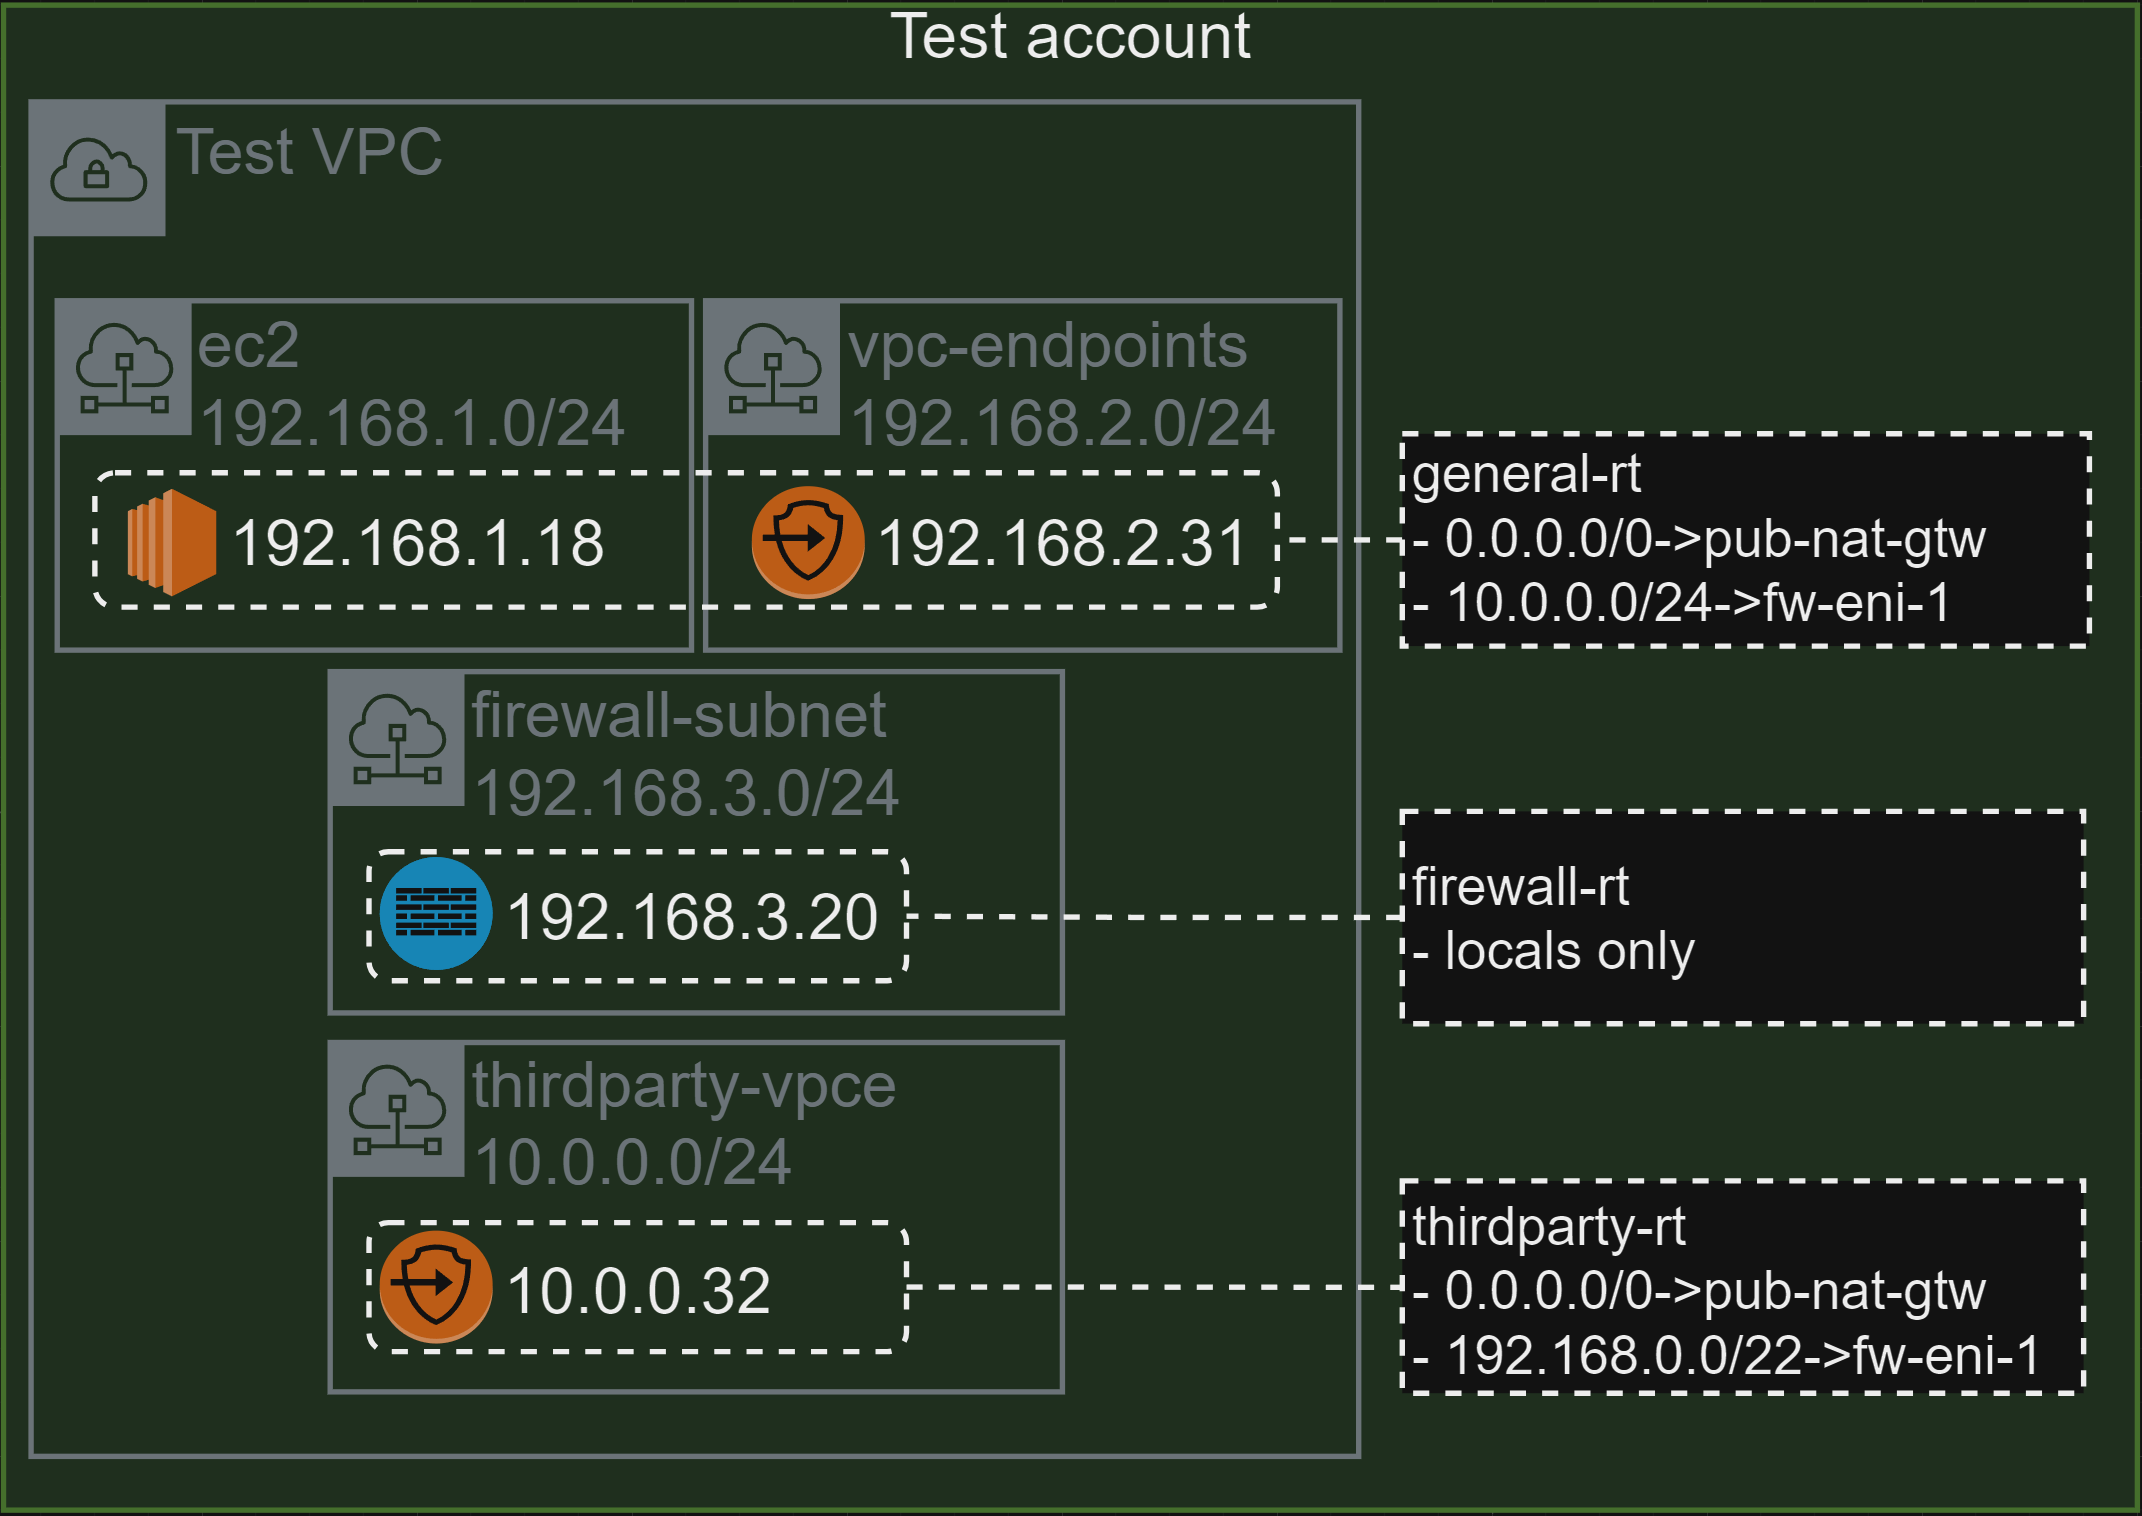 Test account
Test VPC
ec2
192.168.1.0/24
192.168.1.18
vpc-endpoints
192.168.2.0/24
192.168.2.31
general-rt
- 0.0.0.0/0->pub-nat-gtw
- 10.0.0.0/24->fw-eni-1
firewall-subnet
192.168.3.0/24
192.168.3.20
firewall-rt
- locals only
thirdparty-vpce
10.0.0.0/24
10.0.0.32
thirdparty-rt
- 0.0.0.0/0->pub-nat-gtw
- 192.168.0.0/22->fw-eni-1